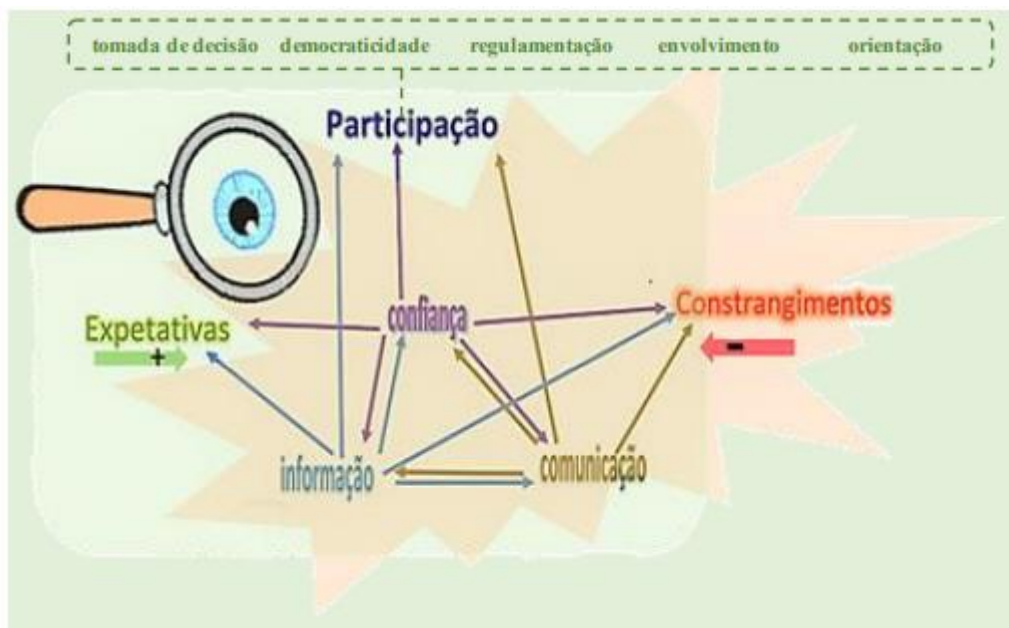 tomada de decisão democraticidade regulamentação envolvimento orientação
Participação
confiança
Constrangimentos
Expetativas
+
-
informação
comunicação